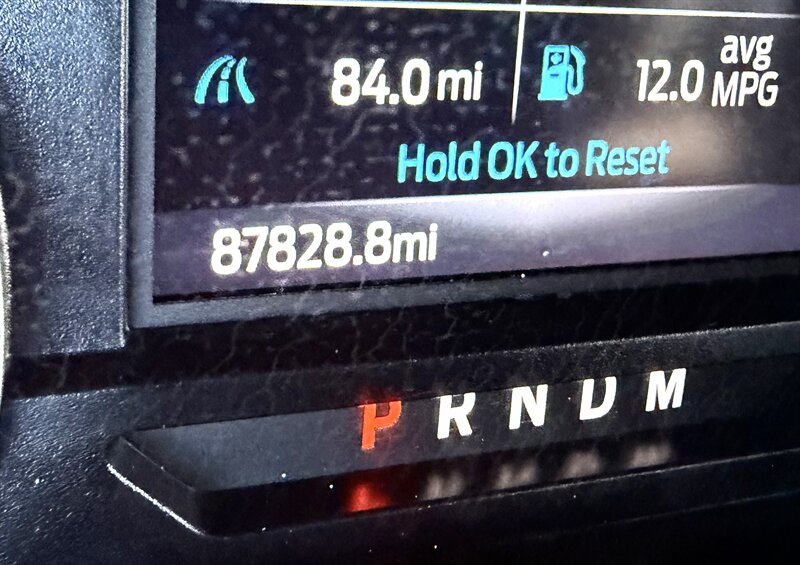 84.0 mi
12.0 avg MPG
Hold OK to Reset
87828.8mi
P R N D M